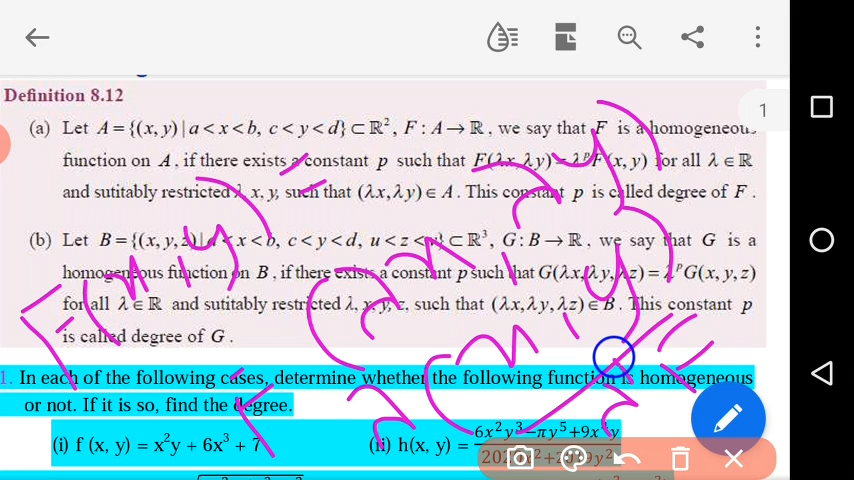 1
Definition 8.12
(a) Let A = {(x, y) | a < x < b, c < y < d} ⊂ ℝ², F : A → ℝ, we say that F is a homogeneous
function on A, if there exists a constant p such that F(λx, λy) = λᵖF(x, y) for all λ ∈ ℝ
and sutitably restricted λ, x, y, such that (λx, λy) ∈ A. This constant p is called degree of F.
(b) Let B = {(x, y, z) | a < x < b, c < y < d, u < z < v} ⊂ ℝ³, G : B → ℝ, we say that G is a
homogeneous function on B, if there exists a constant p such that G(λx, λy, λz) = λᵖG(x, y, z)
for all λ ∈ ℝ and sutitably restricted λ, x, y, z, such that (λx, λy, λz) ∈ B. This constant p
is called degree of G.
1. In each of the following cases, determine whether the following function is homogeneous
or not. If it is so, find the degree.
(i) f (x, y) = x²y + 6x³ + 7 (ii) h(x, y) =